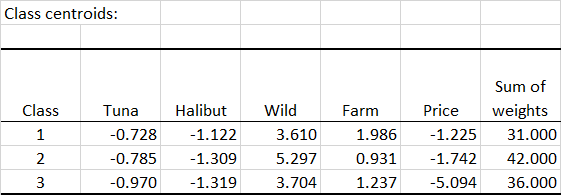 Class centroids:
Class Tuna Halibut Wild Farm Price Sum of weights
1 -0.728 -1.122 3.610 1.986 -1.225 31.000
2 -0.785 -1.309 5.297 0.931 -1.742 42.000
3 -0.970 -1.319 3.704 1.237 -5.094 36.000